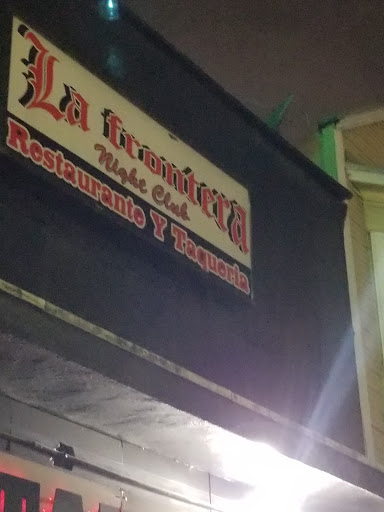 La frontera
Night Club
Restaurante Y Taqueria